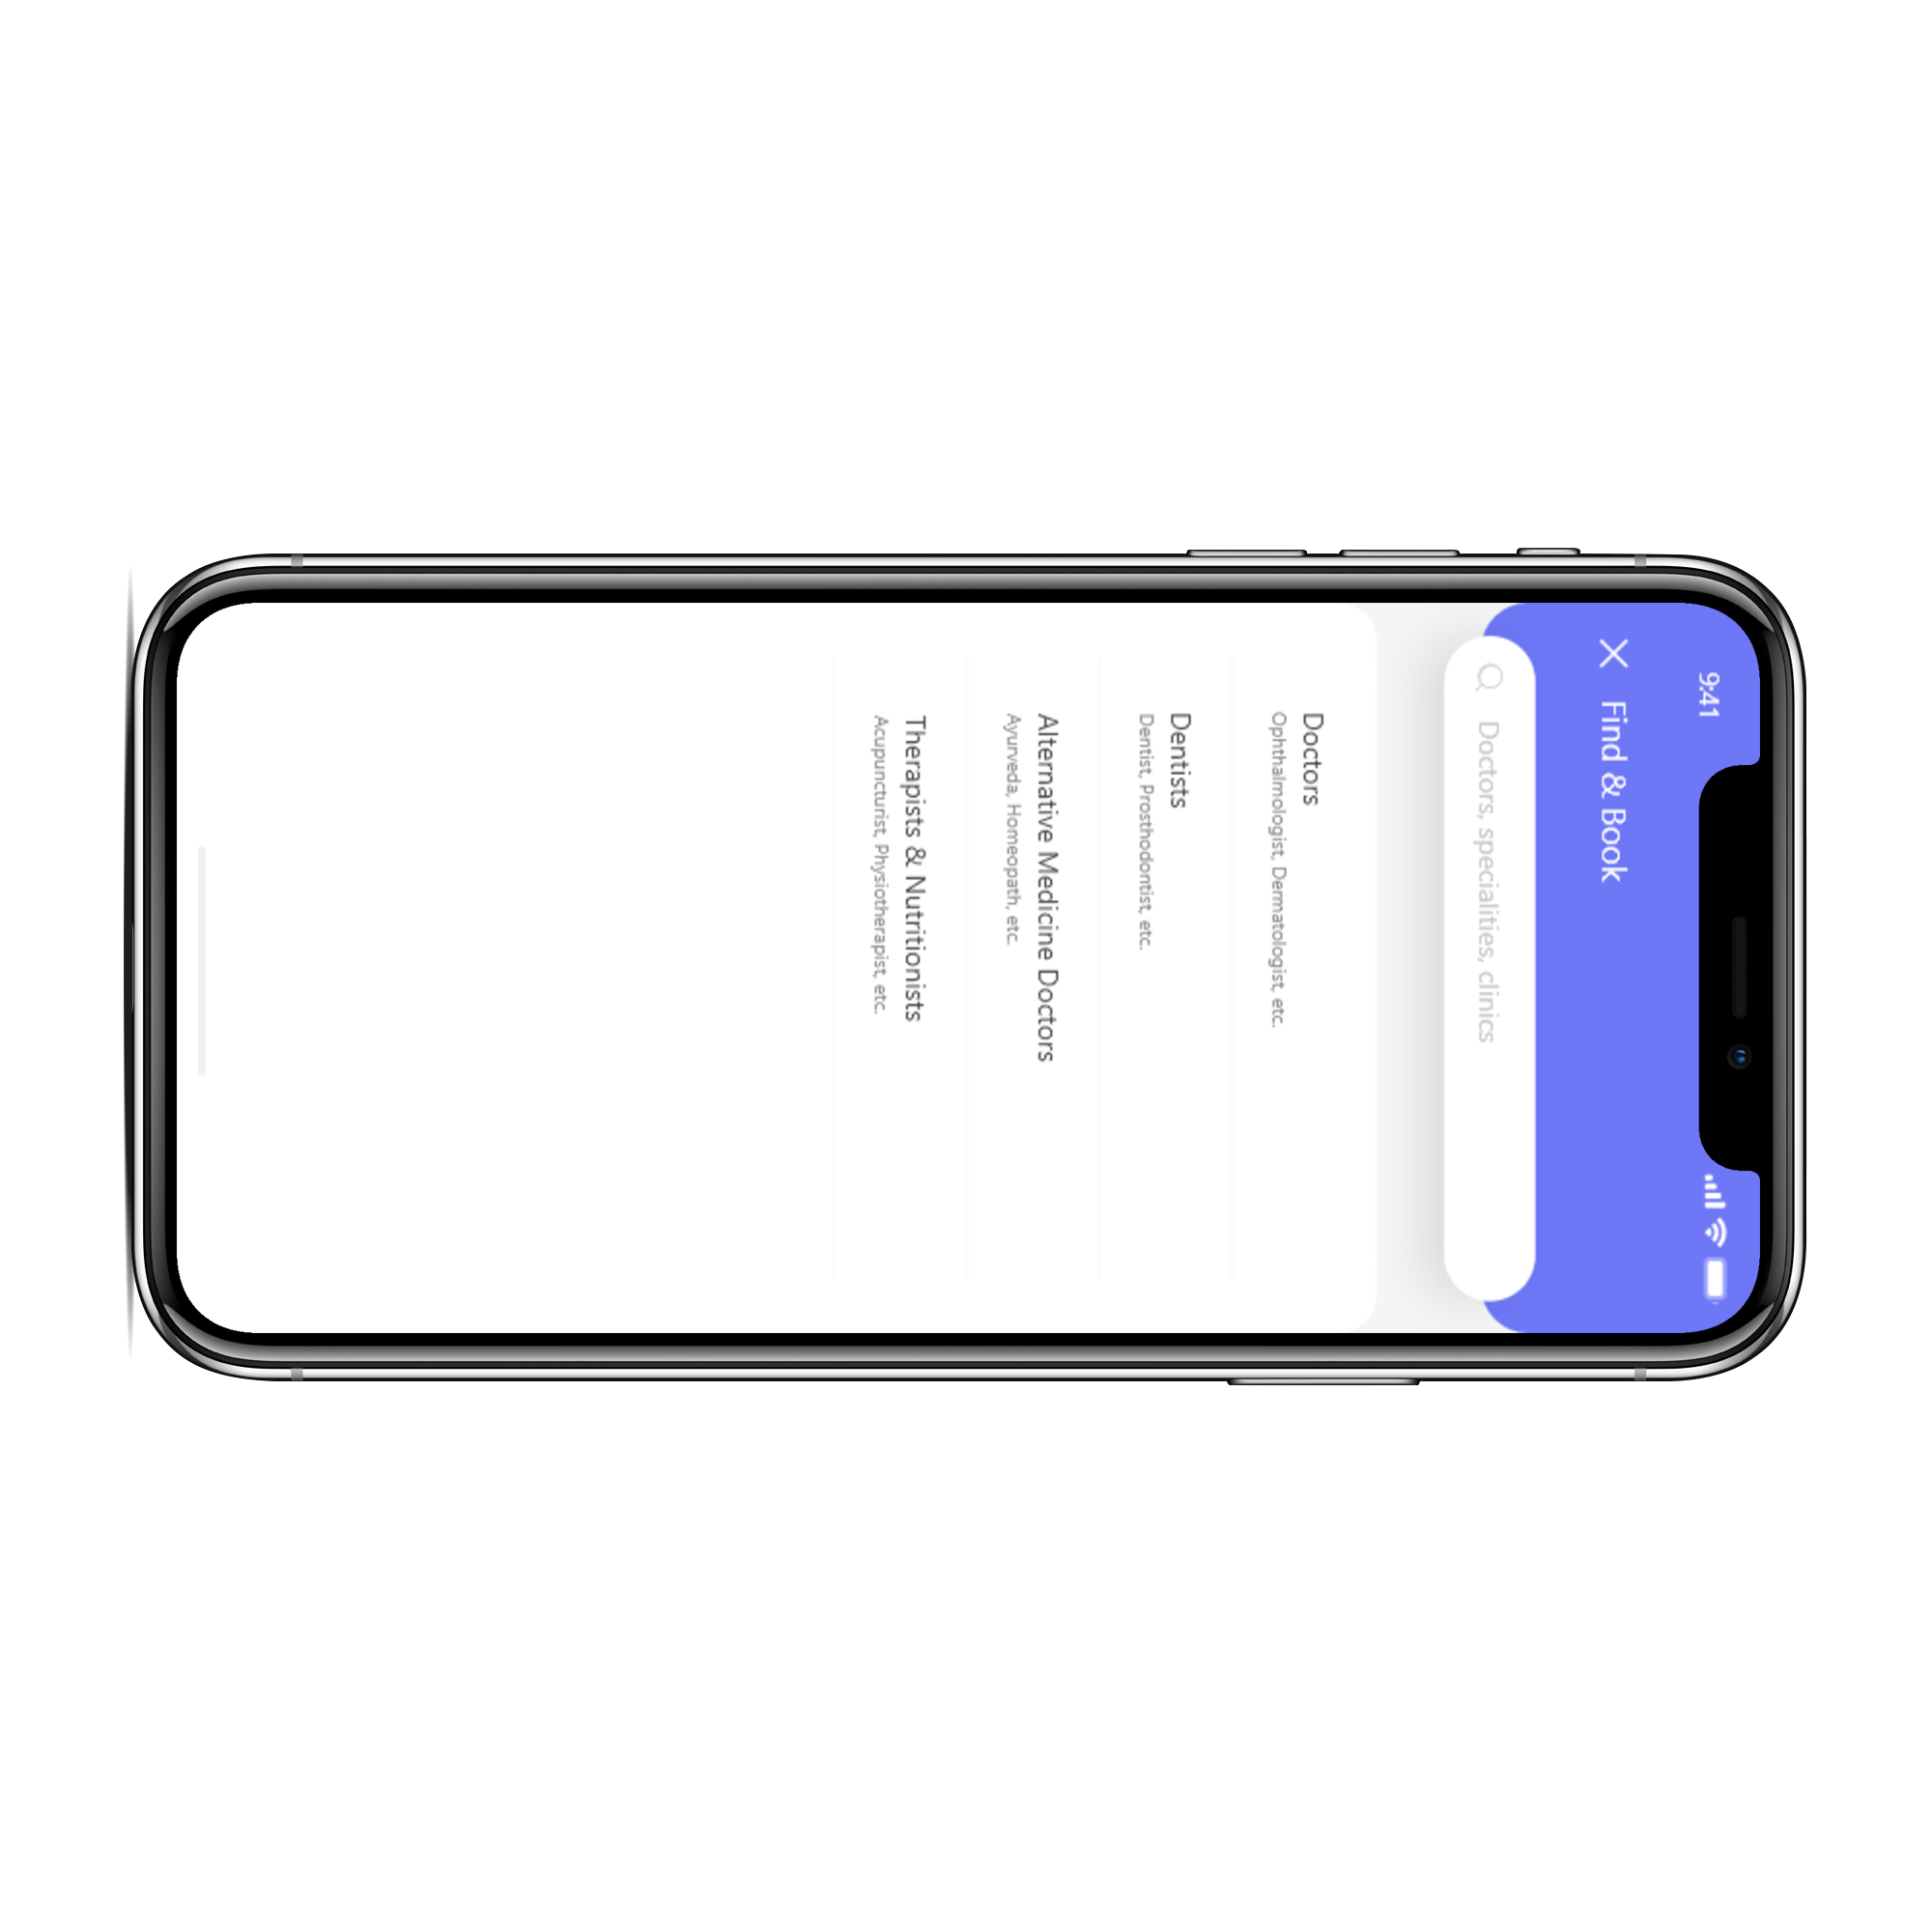 9:41
Find & Book
Doctors, specialities, clinics
Doctors
Ophthalmologist, Dermatologist, etc.
Dentists
Dentist, Prosthodontist, etc.
Alternative Medicine Doctors
Ayurveda, Homeopath, etc.
Therapists & Nutritionists
Acupuncturist, Physiotherapist, etc.